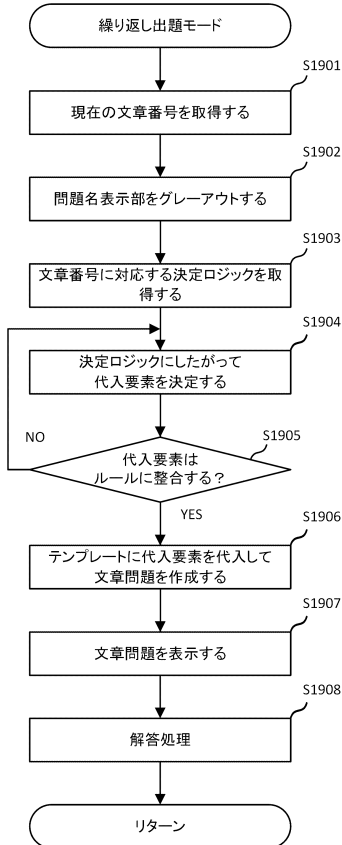 繰り返し出題モード
S1901
現在の文章番号を取得する
S1902
問題名表示部をグレーアウトする
S1903
文章番号に対応する決定ロジックを取
得する
S1904
決定ロジックにしたがって
代入要素を決定する
S1905
NO
代入要素は
ルールに整合する？
YES
S1906
テンプレートに代入要素を代入して
文章問題を作成する
S1907
文章問題を表示する
S1908
解答処理
リターン